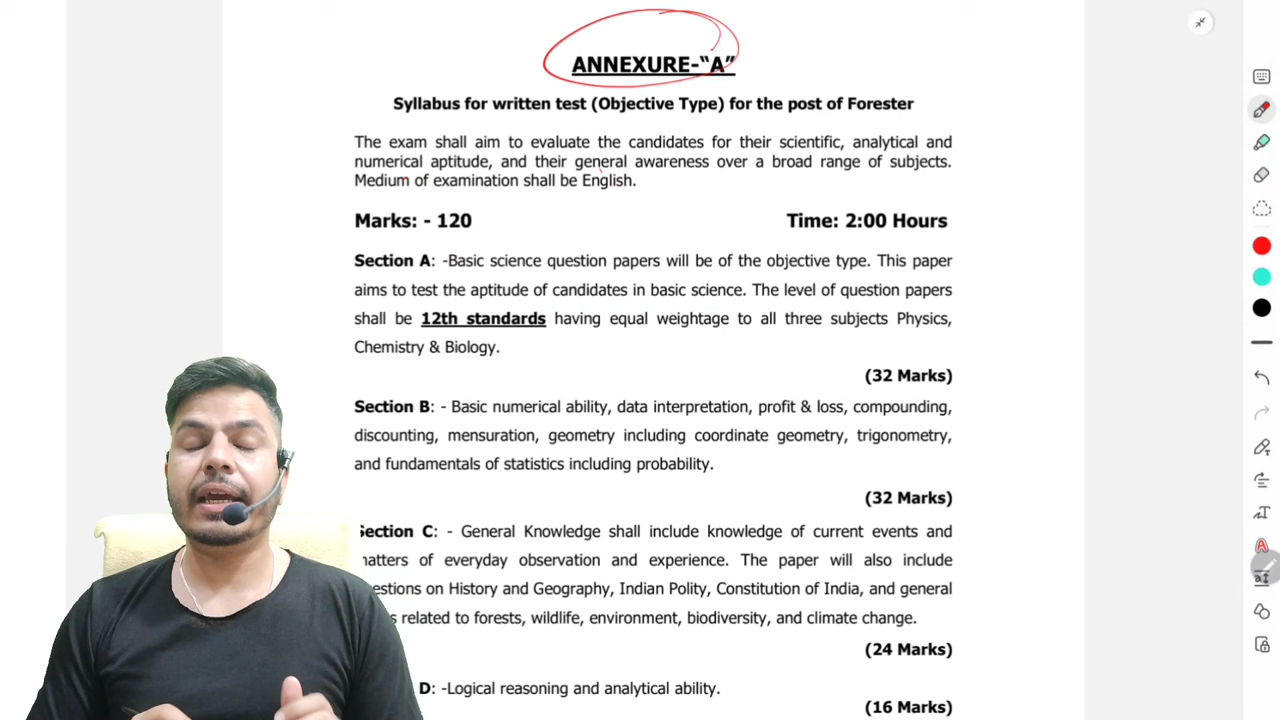 ANNEXURE-“A”
Syllabus for written test (Objective Type) for the post of Forester
The exam shall aim to evaluate the candidates for their scientific, analytical and
numerical aptitude, and their general awareness over a broad range of subjects.
Medium of examination shall be English.
Marks: - 120 Time: 2:00 Hours
Section A: -Basic science question papers will be of the objective type. This paper
aims to test the aptitude of candidates in basic science. The level of question papers
shall be 12th standards having equal weightage to all three subjects Physics,
Chemistry & Biology.
(32 Marks)
Section B: - Basic numerical ability, data interpretation, profit & loss, compounding,
discounting, mensuration, geometry including coordinate geometry, trigonometry,
and fundamentals of statistics including probability.
(32 Marks)
Section C: - General Knowledge shall include knowledge of current events and
of everyday observation and experience. The paper will also include
on History and Geography, Indian Polity, Constitution of India, and general
related to forests, wildlife, environment, biodiversity, and climate change.
(24 Marks)
D: -Logical reasoning and analytical ability.
(16 Marks)